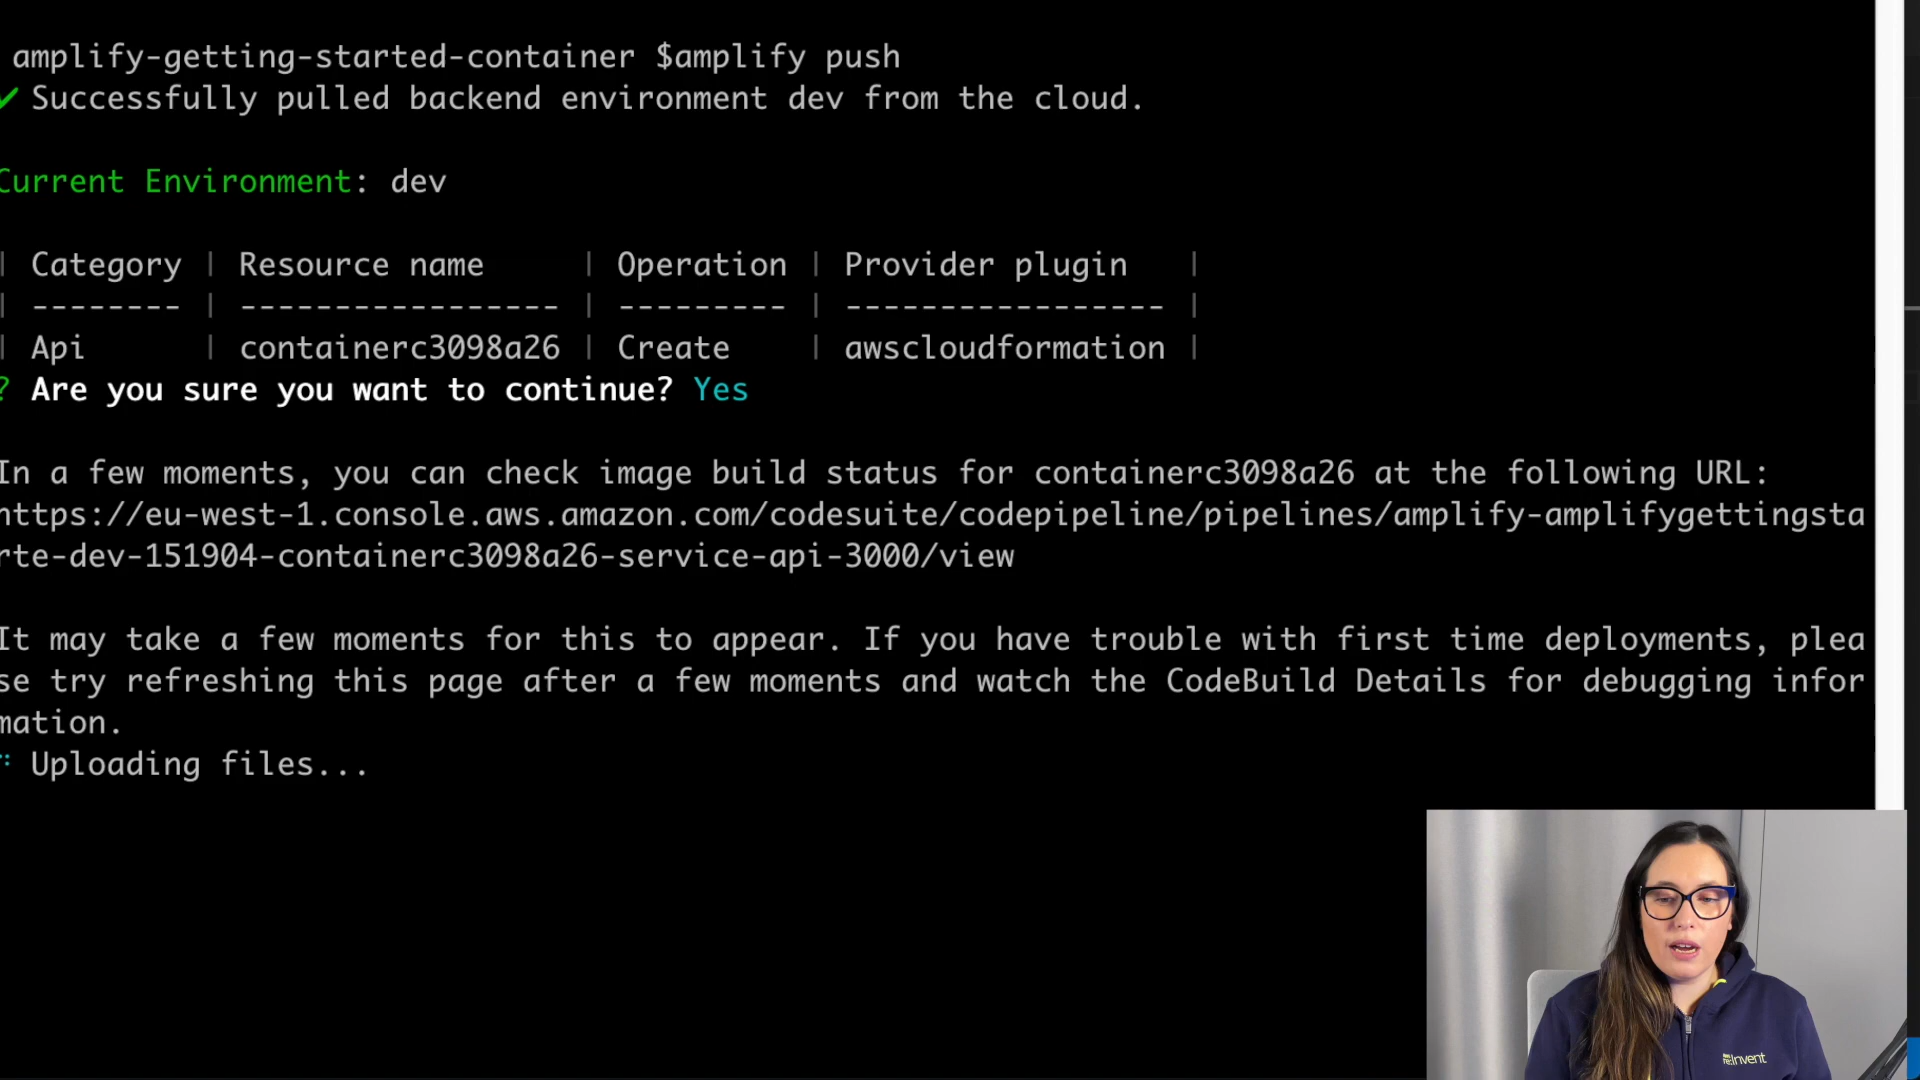 amplify-getting-started-container $amplify push
✔ Successfully pulled backend environment dev from the cloud.
Current Environment: dev
| Category | Resource name | Operation | Provider plugin |
| -------- | ----------------- | --------- | ----------------- |
| Api | containerc3098a26 | Create | awscloudformation |
? Are you sure you want to continue? Yes
In a few moments, you can check image build status for containerc3098a26 at the following URL:
https://eu-west-1.console.aws.amazon.com/codesuite/codepipeline/pipelines/amplify-amplifygettingsta
rte-dev-151904-containerc3098a26-service-api-3000/view
It may take a few moments for this to appear. If you have trouble with first time deployments, plea
se try refreshing this page after a few moments and watch the CodeBuild Details for debugging infor
mation.
Uploading files...
aws
re:Invent